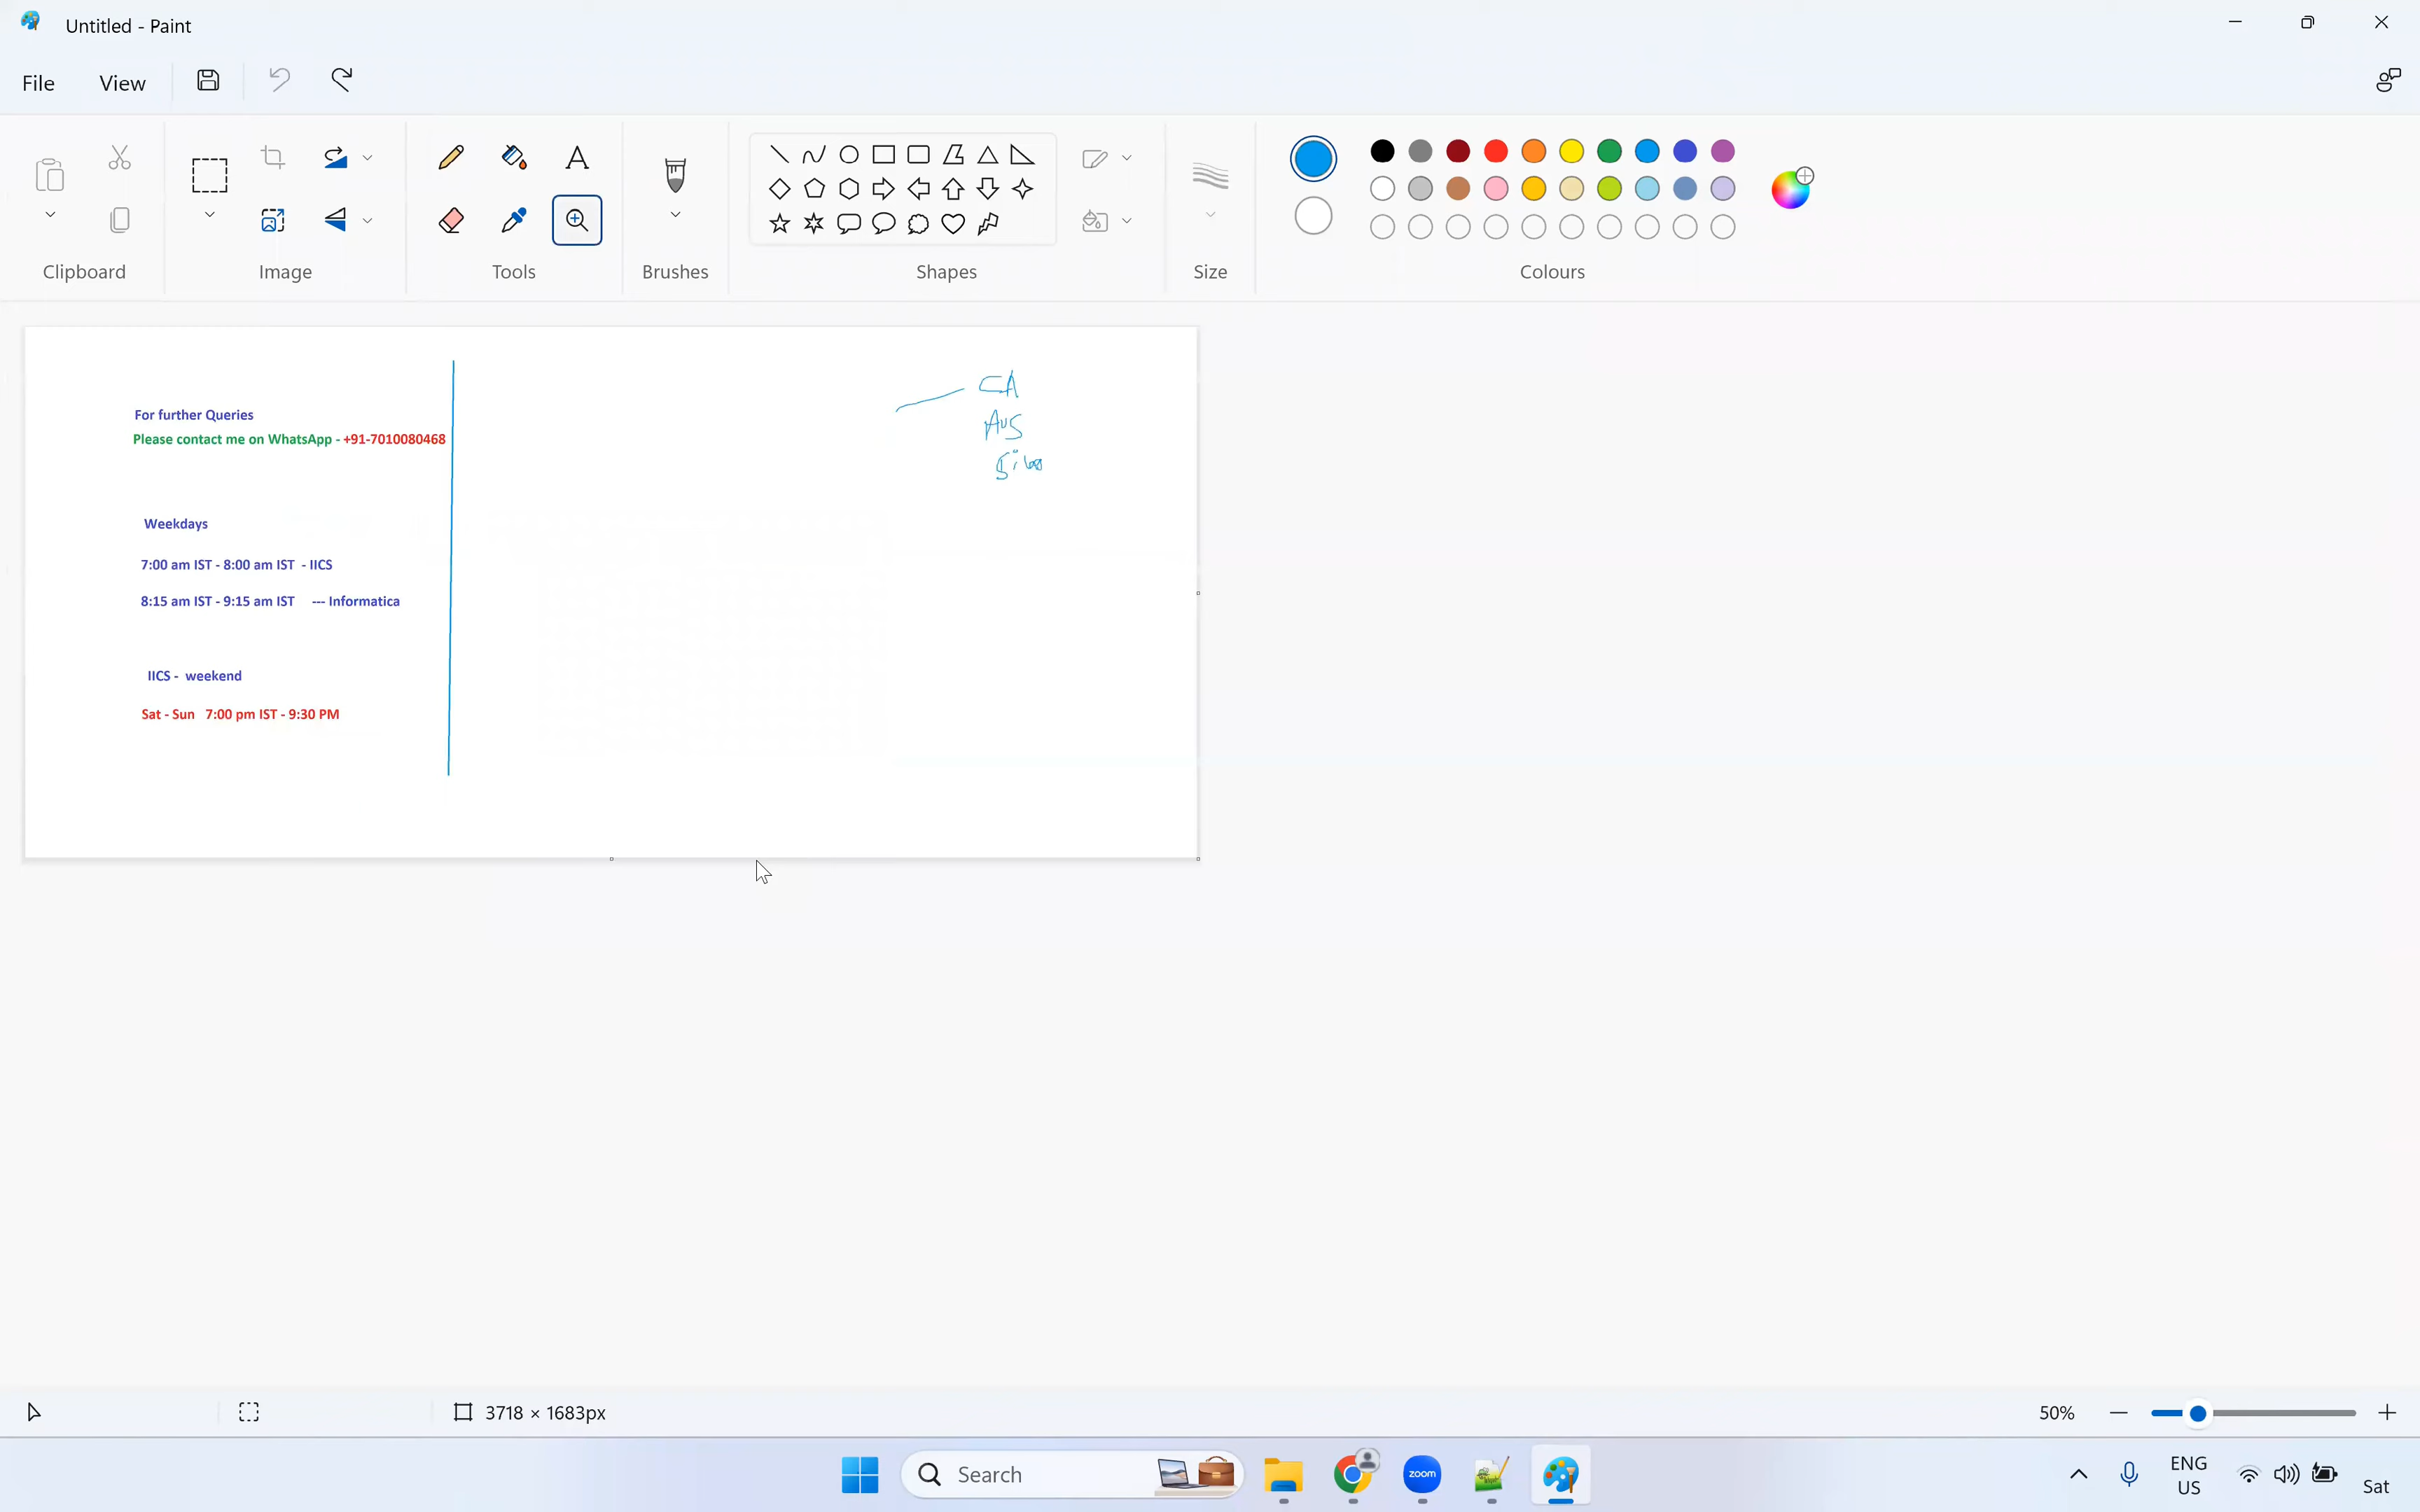 Untitled - Paint
File View
Clipboard Image Tools Brushes Shapes Size Colours
For further Queries
Please contact me on WhatsApp - +91-7010080468
Weekdays
7:00 am IST - 8:00 am IST - IICS
8:15 am IST - 9:15 am IST --- Informatica
IICS - weekend
Sat - Sun 7:00 pm IST - 9:30 PM
CA
AUS
3718 × 1683px
50%
Search
zoom
ENG
US
Sat